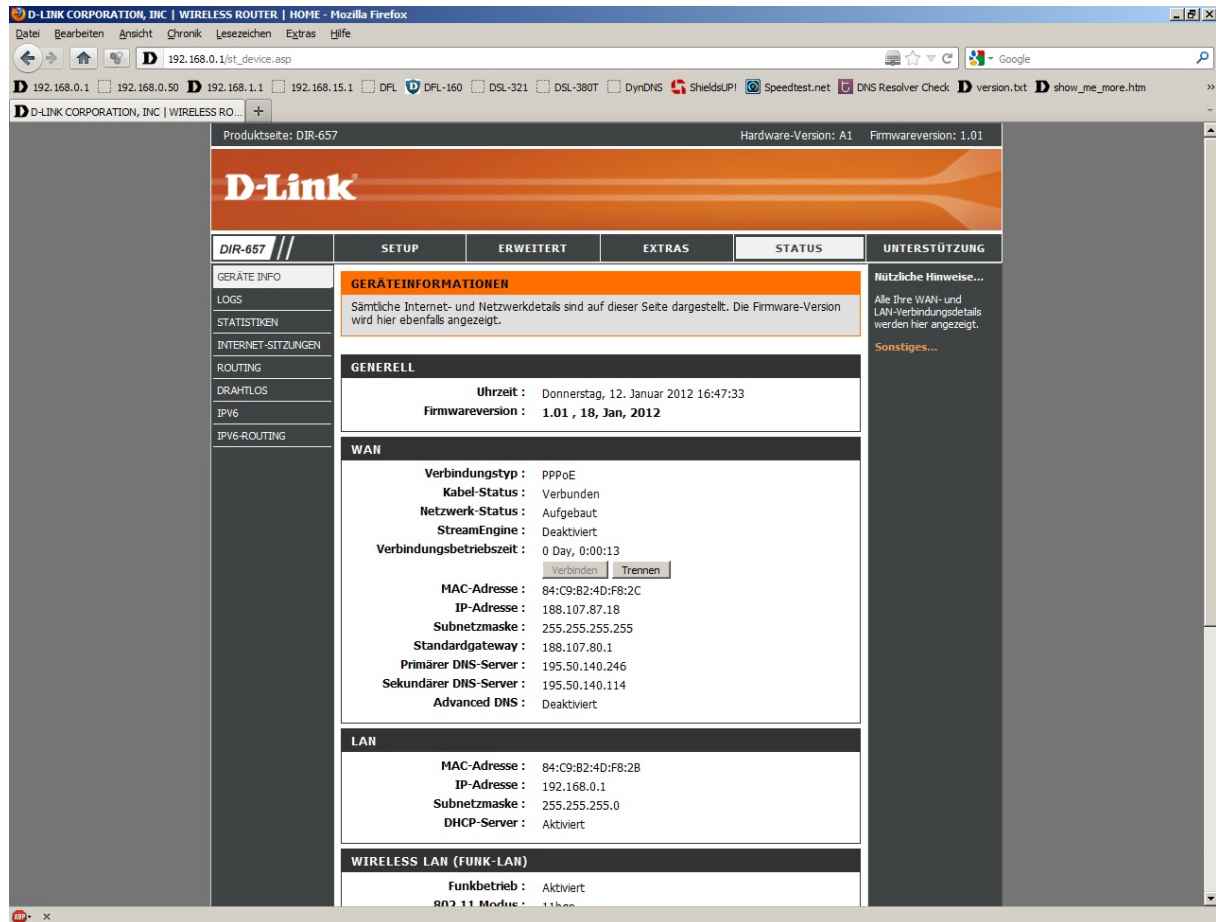 D-LINK CORPORATION, INC | WIRELESS ROUTER | HOME - Mozilla Firefox
Datei Bearbeiten Ansicht Chronik Lesezeichen Extras Hilfe
192.168.0.1/st_device.asp
Google
192.168.0.1 192.168.0.50 192.168.1.1 192.168.15.1 DFL DFL-160 DSL-321 DSL-380T DynDNS ShieldsUP! Speedtest.net DNS Resolver Check version.txt show_me_more.htm »
D-LINK CORPORATION, INC | WIRELESS RO... +
Produktseite: DIR-657 Hardware-Version: A1 Firmwareversion: 1.01
D-Link
DIR-657 // SETUP ERWEITERT EXTRAS STATUS UNTERSTÜTZUNG
GERÄTE INFO
LOGS
STATISTIKEN
INTERNET-SITZUNGEN
ROUTING
DRAHTLOS
IPV6
IPV6-ROUTING
GERÄTEINFORMATIONEN
Sämtliche Internet- und Netzwerkdetails sind auf dieser Seite dargestellt. Die Firmware-Version
wird hier ebenfalls angezeigt.
GENERELL
Uhrzeit : Donnerstag, 12. Januar 2012 16:47:33
Firmwareversion : 1.01 , 18, Jan, 2012
WAN
Verbindungstyp : PPPoE
Kabel-Status : Verbunden
Netzwerk-Status : Aufgebaut
StreamEngine : Deaktiviert
Verbindungsbetriebszeit : 0 Day, 0:00:13
Verbinden Trennen
MAC-Adresse : 84:C9:B2:4D:F8:2C
IP-Adresse : 188.107.87.18
Subnetzmaske : 255.255.255.255
Standardgateway : 188.107.80.1
Primärer DNS-Server : 195.50.140.246
Sekundärer DNS-Server : 195.50.140.114
Advanced DNS : Deaktiviert
LAN
MAC-Adresse : 84:C9:B2:4D:F8:2B
IP-Adresse : 192.168.0.1
Subnetzmaske : 255.255.255.0
DHCP-Server : Aktiviert
WIRELESS LAN (FUNK-LAN)
Funkbetrieb : Aktiviert
802.11 Modus : 11bgn
Nützliche Hinweise...
Alle Ihre WAN- und
LAN-Verbindungsdetails
werden hier angezeigt.
Sonstiges...
ABP